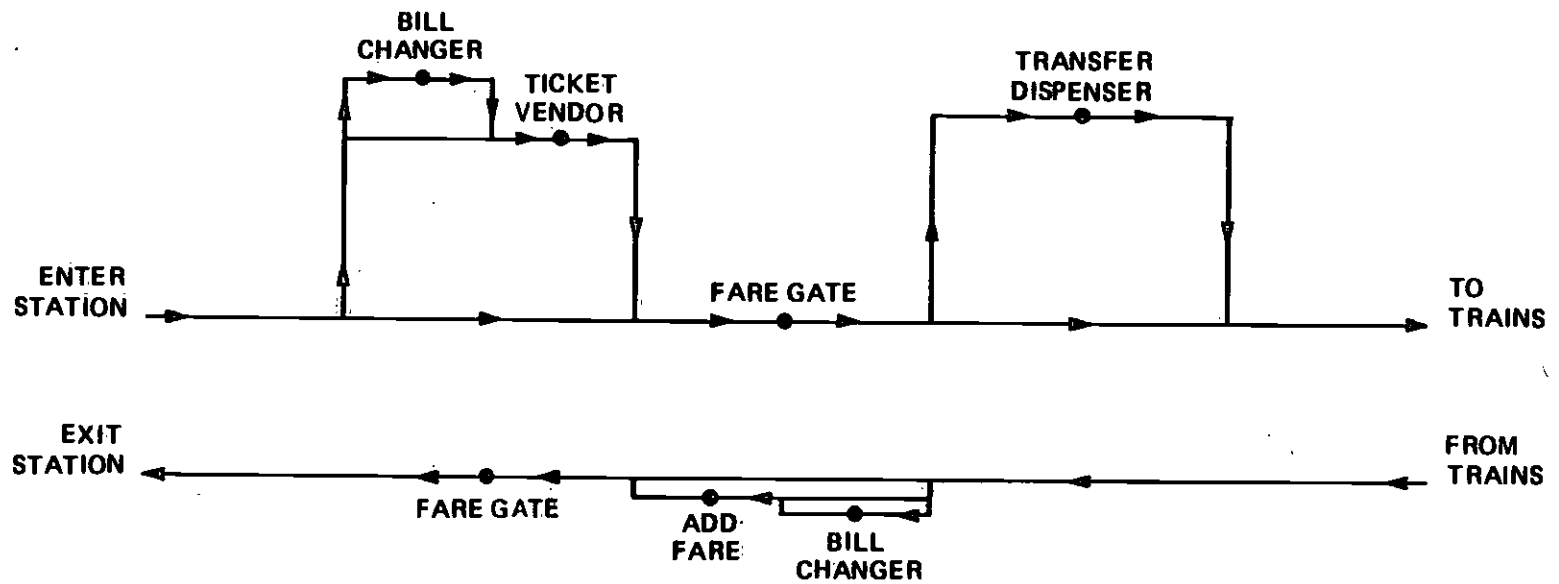 BILL
CHANGER
TICKET
VENDOR
TRANSFER
DISPENSER
ENTER
STATION
FARE GATE
TO
TRAINS
EXIT
STATION
FROM
TRAINS
FARE GATE
ADD
FARE
BILL
CHANGER